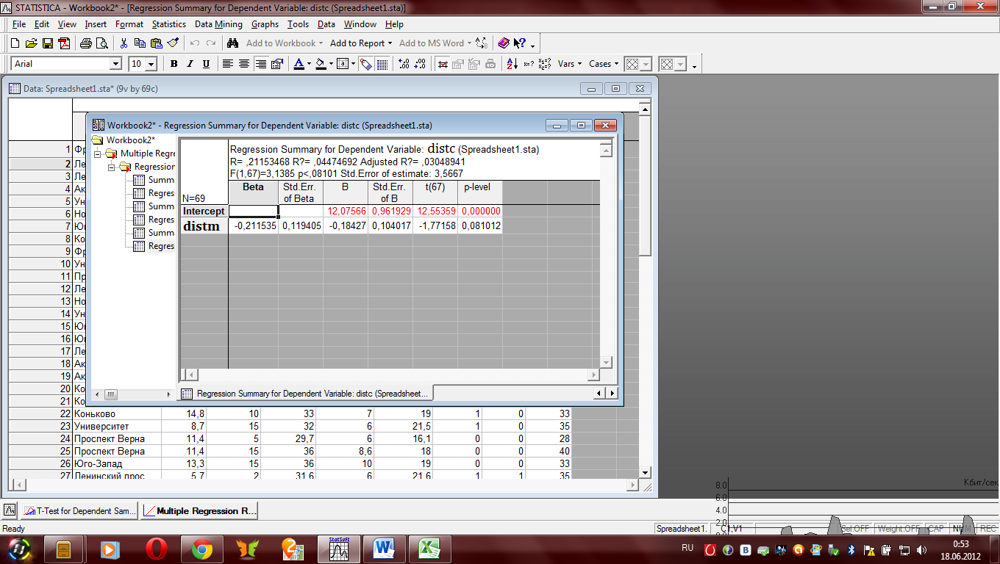 STATISTICA - Workbook2* - [Regression Summary for Dependent Variable: distc (Spreadsheet1.sta)]
File Edit View Insert Format Statistics Data Mining Graphs Tools Data Window Help
Add to Workbook Add to Report Add to MS Word
Arial 10 B I U Vars Cases
Data: Spreadsheet1.sta* (9v by 69c)
Workbook2* - Regression Summary for Dependent Variable: distc (Spreadsheet1.sta)
Workbook2*
Multiple Regre
Regression
Summ
Regres
Summ
Regres
Summ
Regres
Regression Summary for Dependent Variable: distc (Spreadsheet1.sta)
R= ,21153468 R?= ,04474692 Adjusted R?= ,03048941
F(1,67)=3,1385 p<,08101 Std.Error of estimate: 3,5667
N=69 Beta Std.Err. of Beta B Std.Err. of B t(67) p-level
Intercept 12,07566 0,961929 12,55359 0,000000
distm -0,211535 0,119405 -0,18427 0,104017 -1,77158 0,081012
Regression Summary for Dependent Variable: distc (Spreadsheet...
1 Фр
2 Ле
3 Ле
4 Ак
5 Ун
6 Но
7 Юг
8 Ко
9 Фр
10 Ун
11 Пр
12 Ле
13 Но
14 Ун
15 Юг
16 Юг
17 Ле
18 Ак
19 Ак
20 Ко
21 Ко
22 Коньково 14,8 10 33 7 19 1 0 33
23 Университет 8,7 15 32 6 21,5 1 0 35
24 Проспект Верна 11,4 5 29,7 6 16,1 0 0 28
25 Проспект Верна 11,4 15 36 8,6 18 0 0 40
26 Юго-Запад 13,3 15 36 10 19 0 0 33
27 Ленинский прос 5,7 2 31,6 6 21,6 1 1 35
Кбит/сек
8.0
6.0
4.0
2.0
0.0
T-Test for Dependent Sam... Multiple Regression R...
Ready Spreadsheet1. C1,V1 Sel.OFF Weight.OFF CAP NUM REC
StatSoft
RU 0:53
18.06.2012